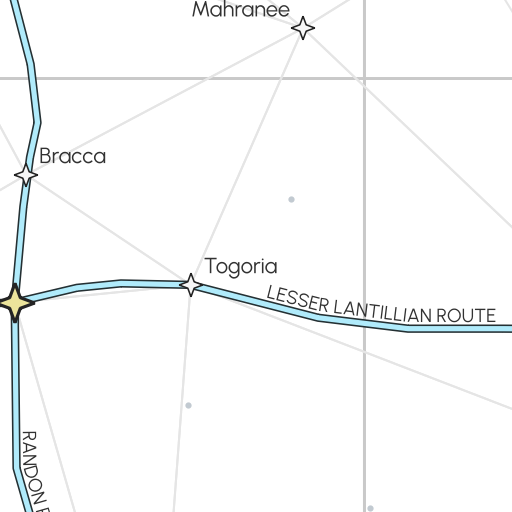 Mahranee
Bracca
Togoria
LESSER LANTILLIAN ROUTE
RANDON